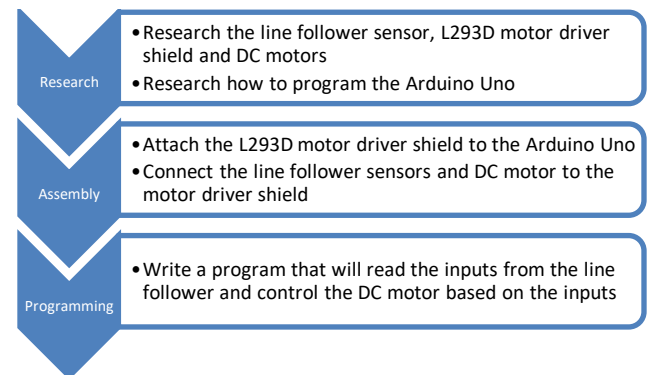 Research
•Research the line follower sensor, L293D motor driver
shield and DC motors
•Research how to program the Arduino Uno
Assembly
•Attach the L293D motor driver shield to the Arduino Uno
•Connect the line follower sensors and DC motor to the
motor driver shield
Programming
•Write a program that will read the inputs from the line
follower and control the DC motor based on the inputs